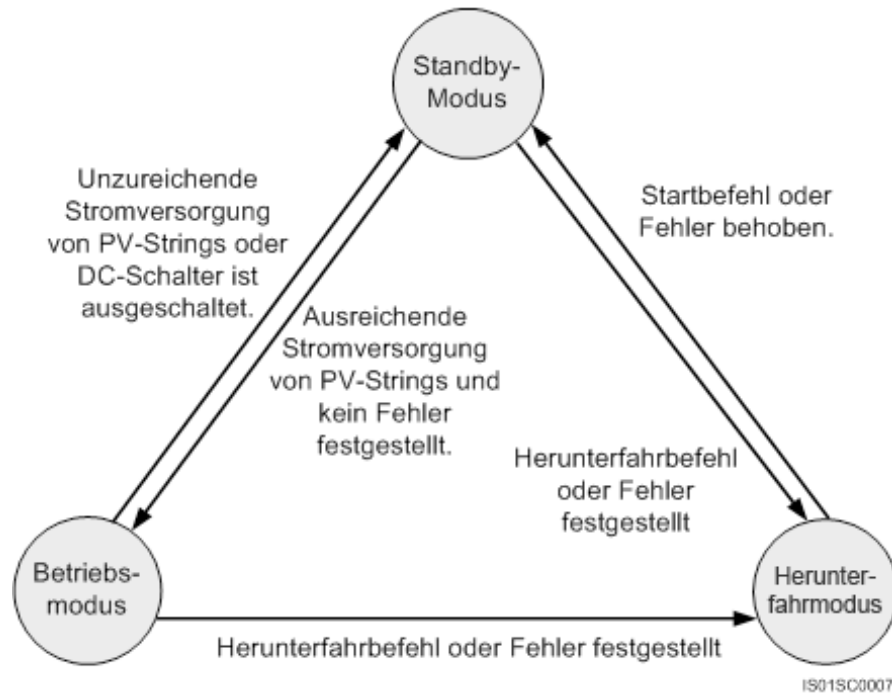 Standby-
Modus
Unzureichende
Stromversorgung
von PV-Strings oder
DC-Schalter ist
ausgeschaltet.
Startbefehl oder
Fehler behoben.
Ausreichende
Stromversorgung
von PV-Strings und
kein Fehler
festgestellt.
Herunterfahrbefehl
oder Fehler
festgestellt
Betriebs-
modus
Herunter-
fahrmodus
Herunterfahrbefehl oder Fehler festgestellt
IS01SC0007